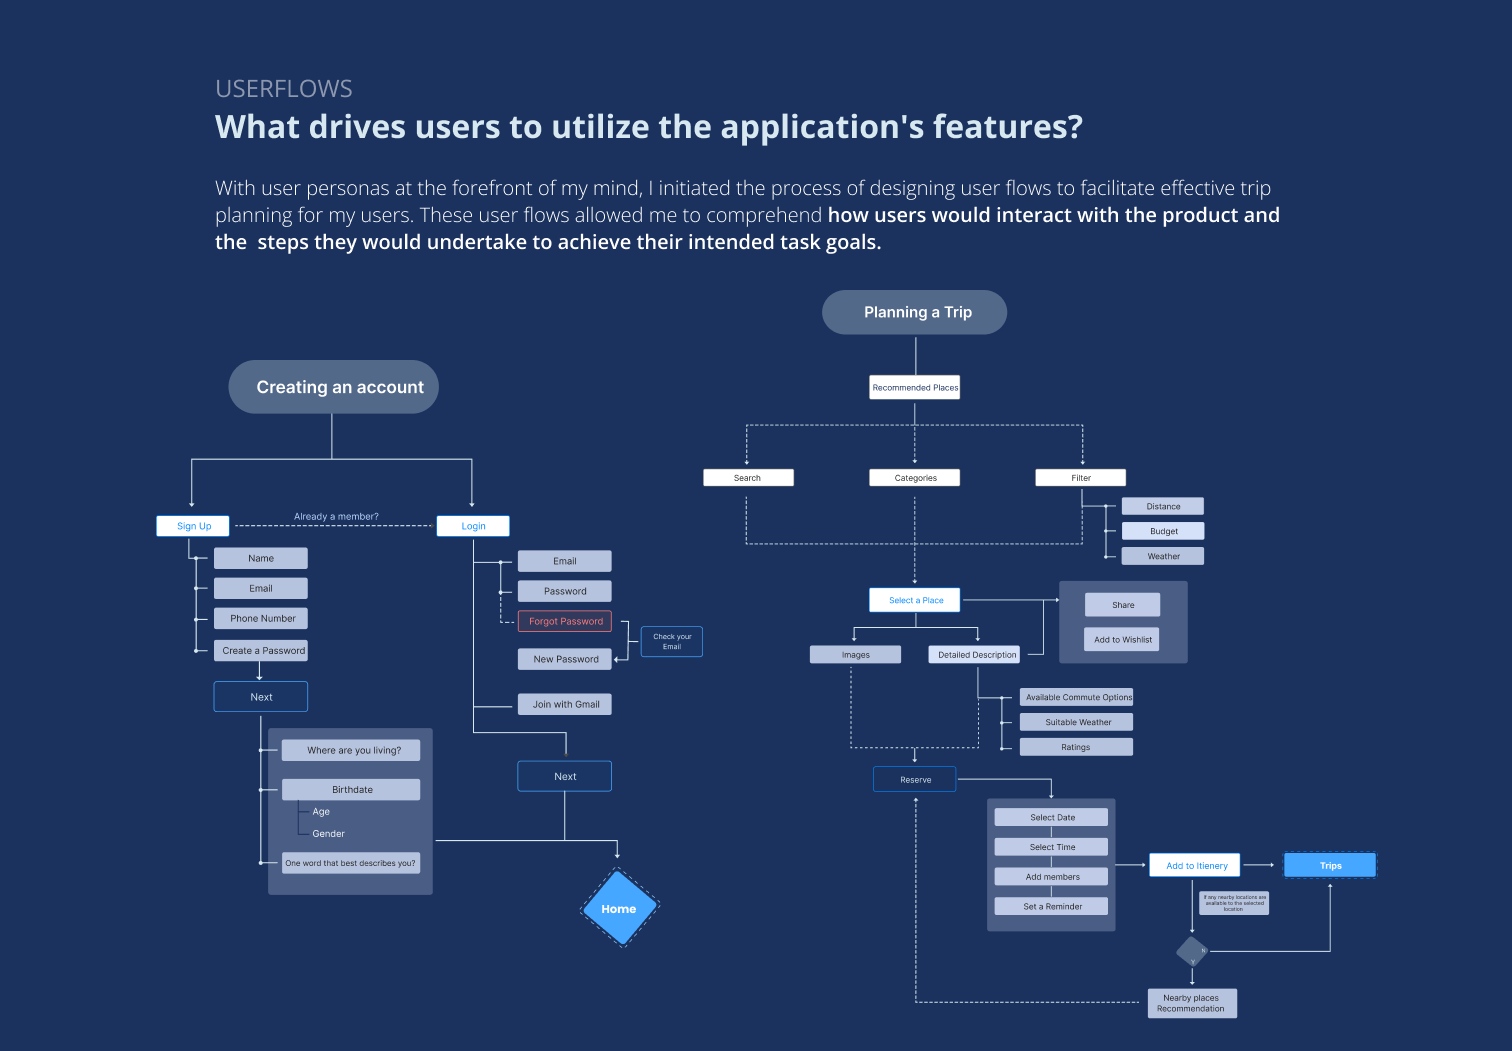 USERFLOWS
What drives users to utilize the application's features?
With user personas at the forefront of my mind, I initiated the process of designing user flows to facilitate effective trip
planning for my users. These user flows allowed me to comprehend how users would interact with the product and
the steps they would undertake to achieve their intended task goals.
Creating an account
Sign Up
Already a member?
Login
Name
Email
Phone Number
Create a Password
Next
Where are you living?
Birthdate
Age
Gender
One word that best describes you?
Email
Password
Forgot Password
Check your
Email
New Password
Join with Gmail
Next
Home
Planning a Trip
Recommended Places
Search
Categories
Filter
Distance
Budget
Weather
Select a Place
Share
Add to Wishlist
Images
Detailed Description
Available Commute Options
Suitable Weather
Ratings
Reserve
Select Date
Select Time
Add members
Set a Reminder
Add to Itienery
Trips
If any nearby locations are
available to the selected
location
N
Y
Nearby places
Recommendation